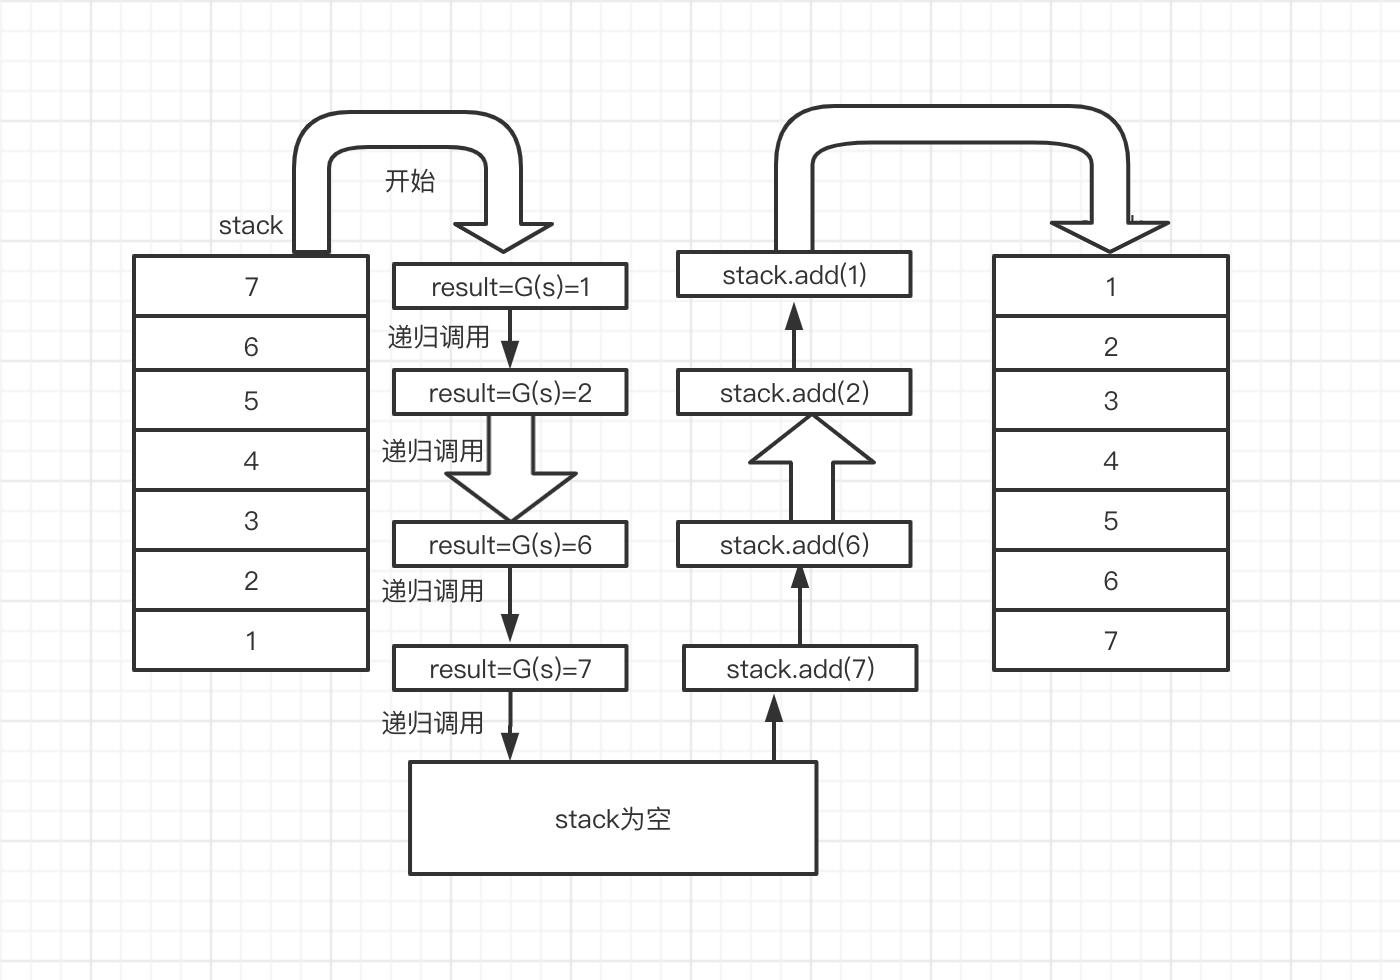 开始
stack
7
6
5
4
3
2
1
result=G(s)=1
递归调用
result=G(s)=2
递归调用
result=G(s)=6
递归调用
result=G(s)=7
递归调用
stack为空
stack.add(1)
stack.add(2)
stack.add(6)
stack.add(7)
1
2
3
4
5
6
7